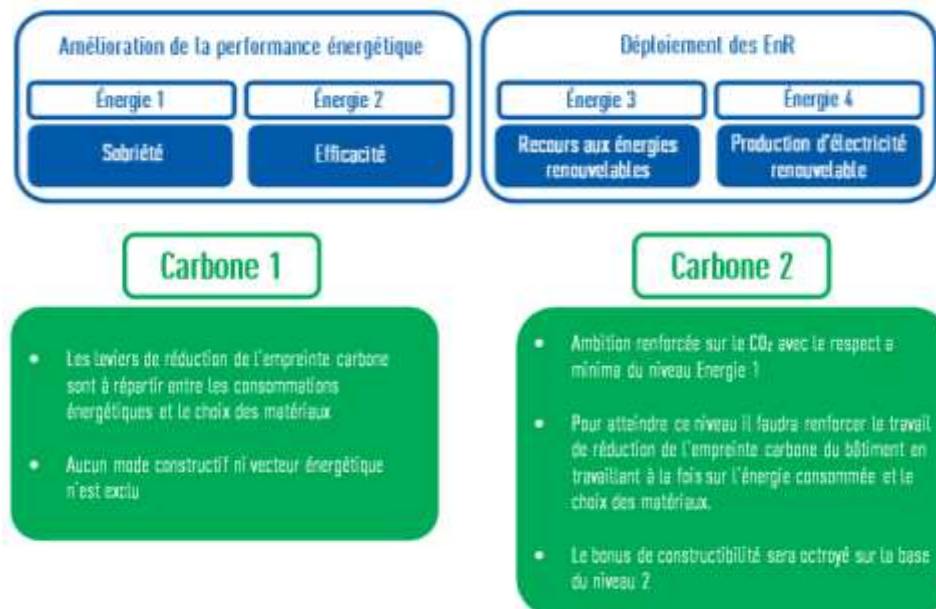 Amélioration de la performance énergétique
Énergie 1
Énergie 2
Sobriété
Efficacité
Déploiement des EnR
Énergie 3
Énergie 4
Recours aux énergies
renouvelables
Production d'électricité
renouvelable
Carbone 1
• Les leviers de réduction de l'empreinte carbone
sont à répartir entre les consommations
énergétiques et le choix des matériaux
• Aucun mode constructif ni vecteur énergétique
n'est exclu
Carbone 2
• Ambition renforcée sur le CO₂ avec le respect a
minima du niveau Energie 1
• Pour atteindre ce niveau il faudra renforcer le travail
de réduction de l'empreinte carbone du bâtiment en
travaillant à la fois sur l'énergie consommée et le
choix des matériaux.
• Le bonus de constructibilité sera octroyé sur la base
du niveau 2